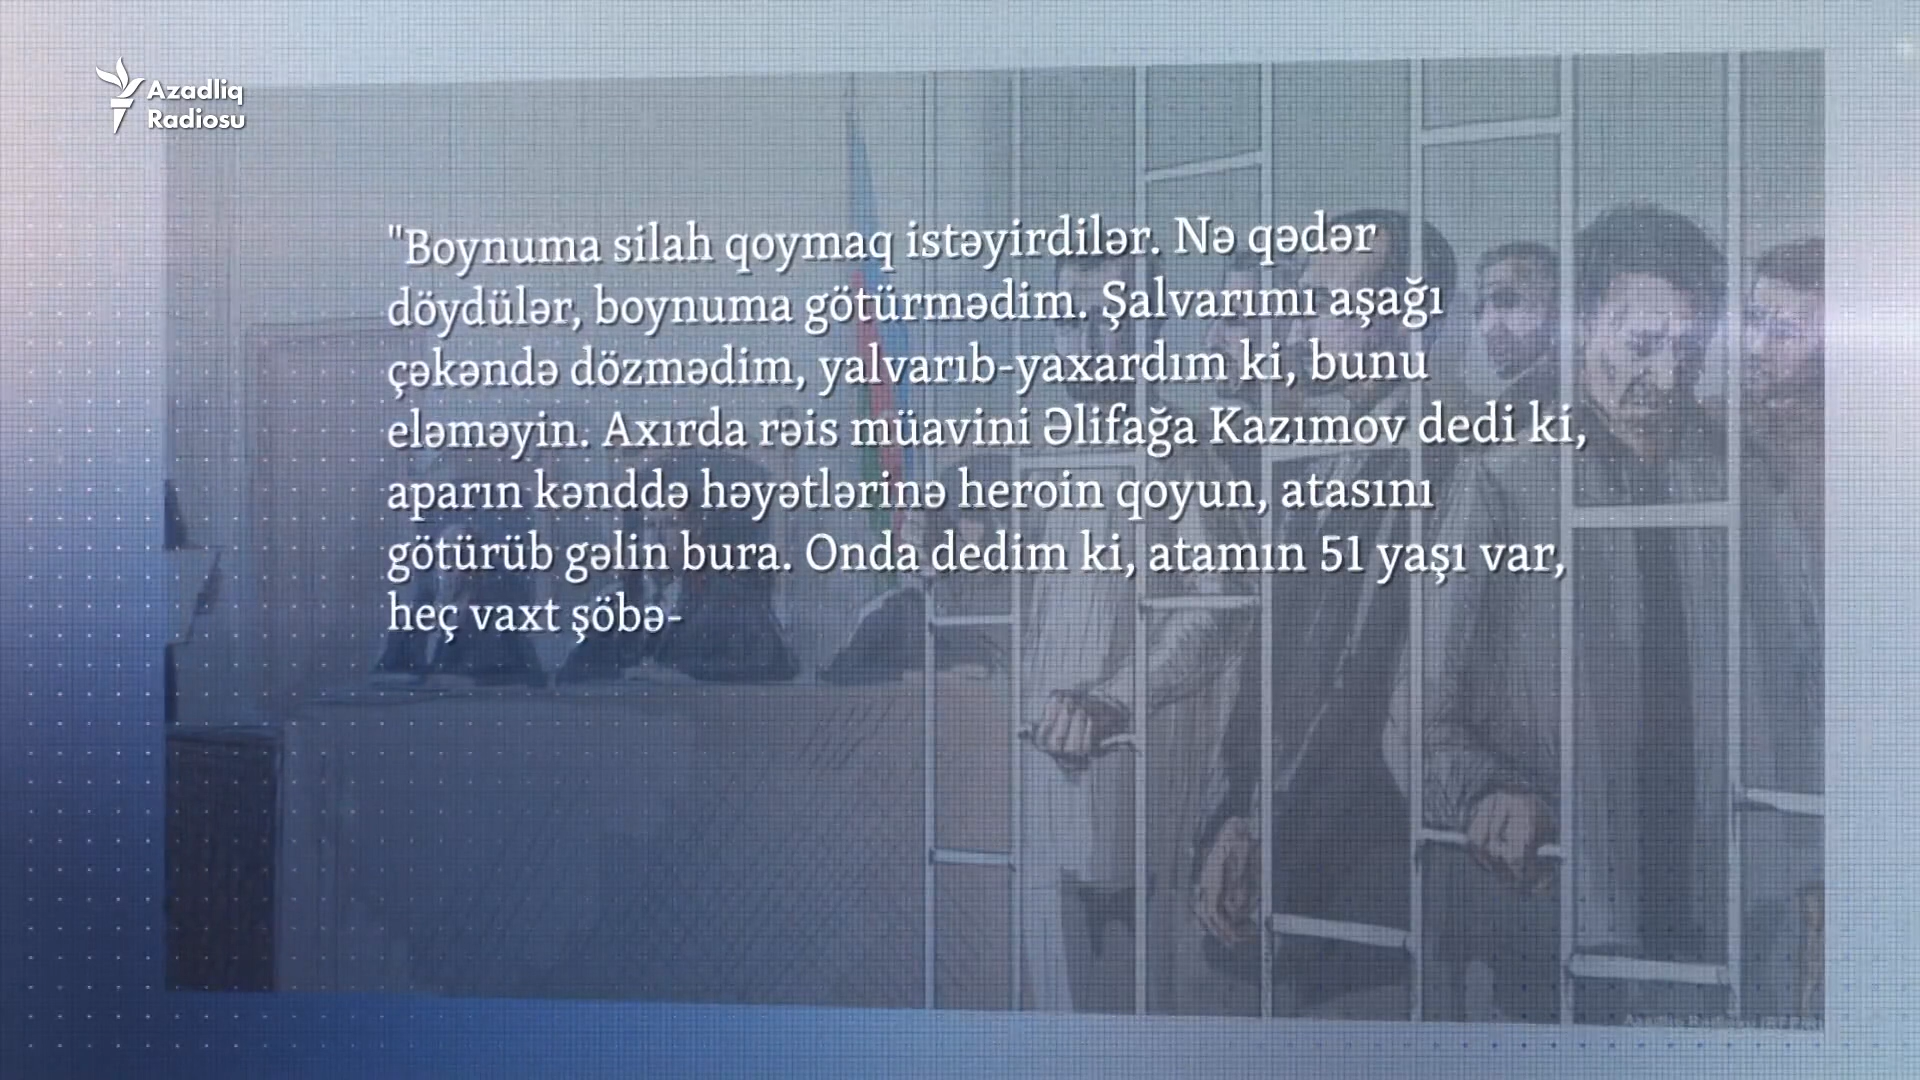 Azadliq
Radiosu
"Boynuma silah qoymaq istəyirdilər. Nə qədər
döydülər, boynuma götürmədim. Şalvarımı aşağı
çəkəndə dözmədim, yalvarıb-yaxardım ki, bunu
eləməyin. Axırda rəis müavini Əlifağa Kazımov dedi ki,
aparın kənddə həyətlərinə heroin qoyun, atasını
götürüb gəlin bura. Onda dedim ki, atamın 51 yaşı var,
heç vaxt şöbə-